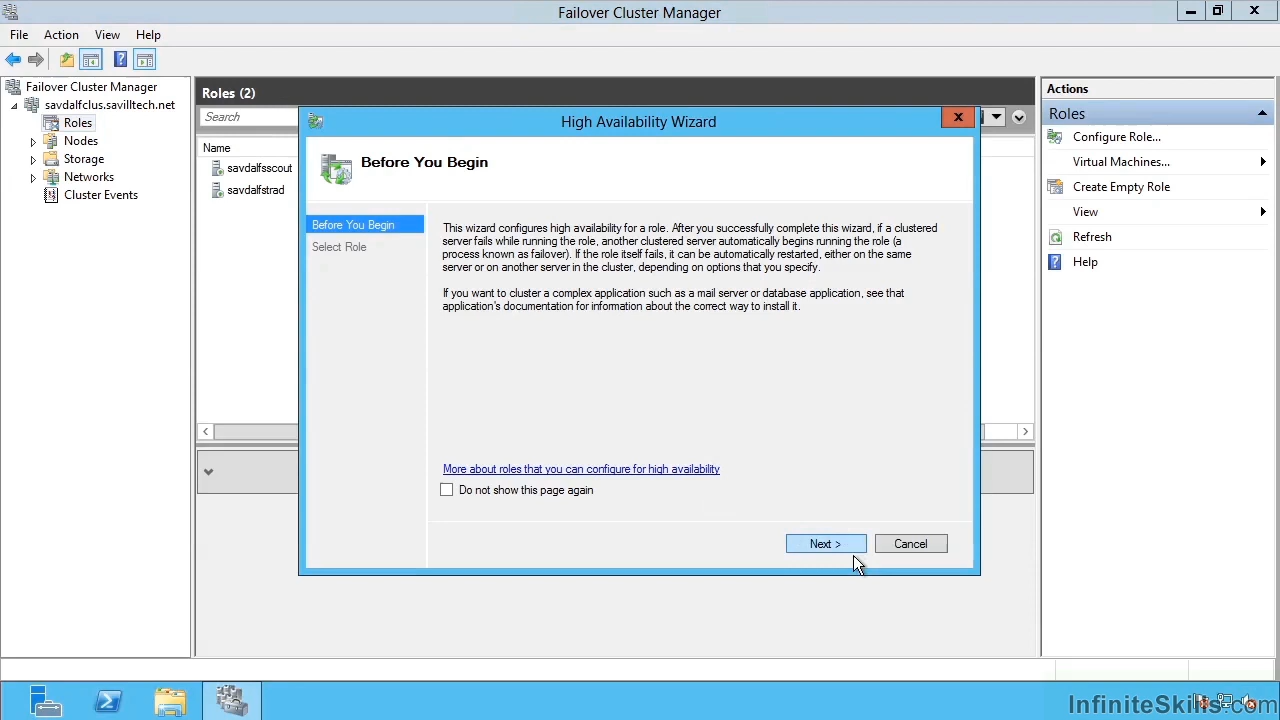 Failover Cluster Manager
File Action View Help
Failover Cluster Manager
savdalfclus.savilltech.net
Roles
Nodes
Storage
Networks
Cluster Events
Roles (2)
Search
Name
savdalfsscout
savdalfstrad
High Availability Wizard
Before You Begin
Before You Begin
Select Role
This wizard configures high availability for a role. After you successfully complete this wizard, if a clustered
server fails while running the role, another clustered server automatically begins running the role (a
process known as failover). If the role itself fails, it can be automatically restarted, either on the same
server or on another server in the cluster, depending on options that you specify.
If you want to cluster a complex application such as a mail server or database application, see that
application's documentation for information about the correct way to install it.
More about roles that you can configure for high availability
Do not show this page again
Next >
Cancel
Actions
Roles
Configure Role...
Virtual Machines...
Create Empty Role
View
Refresh
Help
InfiniteSkills.com